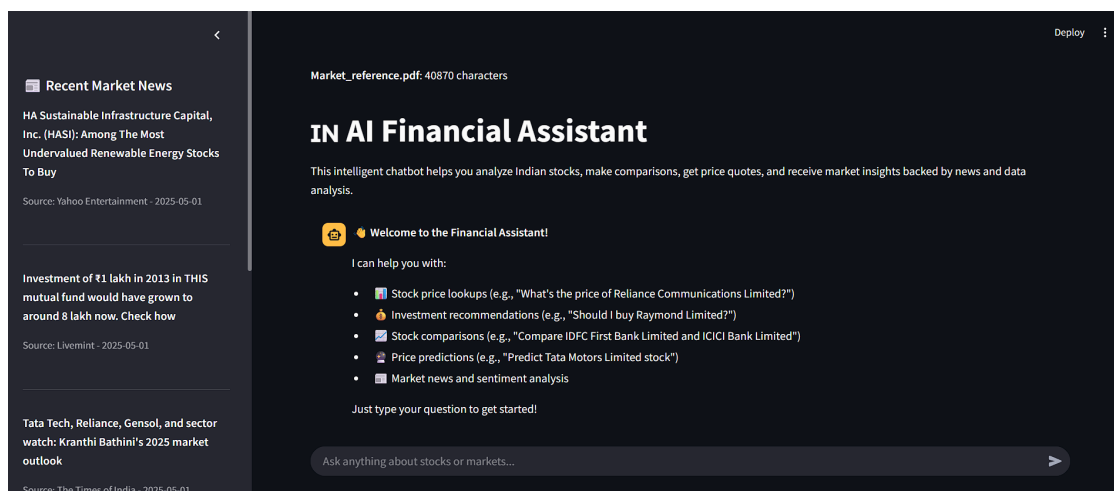 Deploy
Recent Market News
HA Sustainable Infrastructure Capital,
Inc. (HASI): Among The Most
Undervalued Renewable Energy Stocks
To Buy
Source: Yahoo Entertainment - 2025-05-01
Investment of ₹1 lakh in 2013 in THIS
mutual fund would have grown to
around 8 lakh now. Check how
Source: Livemint - 2025-05-01
Tata Tech, Reliance, Gensol, and sector
watch: Kranthi Bathini's 2025 market
outlook
Source: The Times of India - 2025-05-01
Market_reference.pdf: 40870 characters
IN AI Financial Assistant
This intelligent chatbot helps you analyze Indian stocks, make comparisons, get price quotes, and receive market insights backed by news and data
analysis.
👋 Welcome to the Financial Assistant!
I can help you with:
• 📊 Stock price lookups (e.g., "What's the price of Reliance Communications Limited?")
• 💰 Investment recommendations (e.g., "Should I buy Raymond Limited?")
• 📈 Stock comparisons (e.g., "Compare IDFC First Bank Limited and ICICI Bank Limited")
• 🔮 Price predictions (e.g., "Predict Tata Motors Limited stock")
• 📰 Market news and sentiment analysis
Just type your question to get started!
Ask anything about stocks or markets...